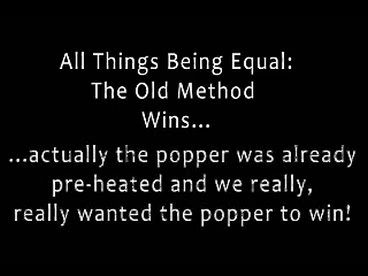 All Things Being Equal:
The Old Method
Wins...
...actually the popper was already
pre-heated and we really,
really wanted the popper to win!